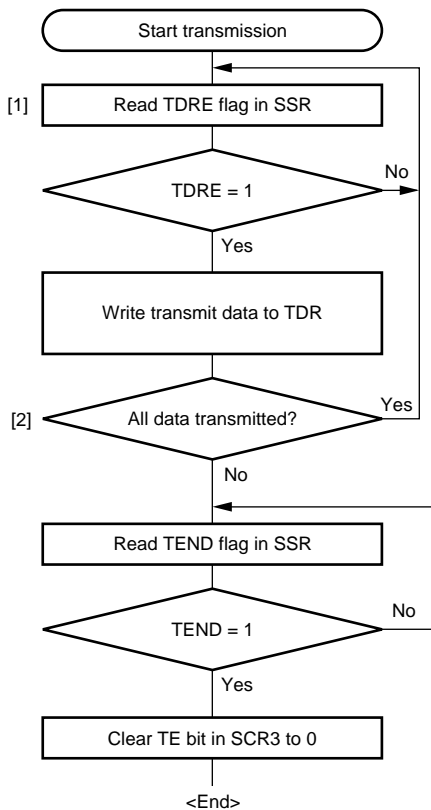 Start transmission
[1]
Read TDRE flag in SSR
No
TDRE = 1
Yes
Write transmit data to TDR
[2]
All data transmitted?
Yes
No
Read TEND flag in SSR
No
TEND = 1
Yes
Clear TE bit in SCR3 to 0
<End>